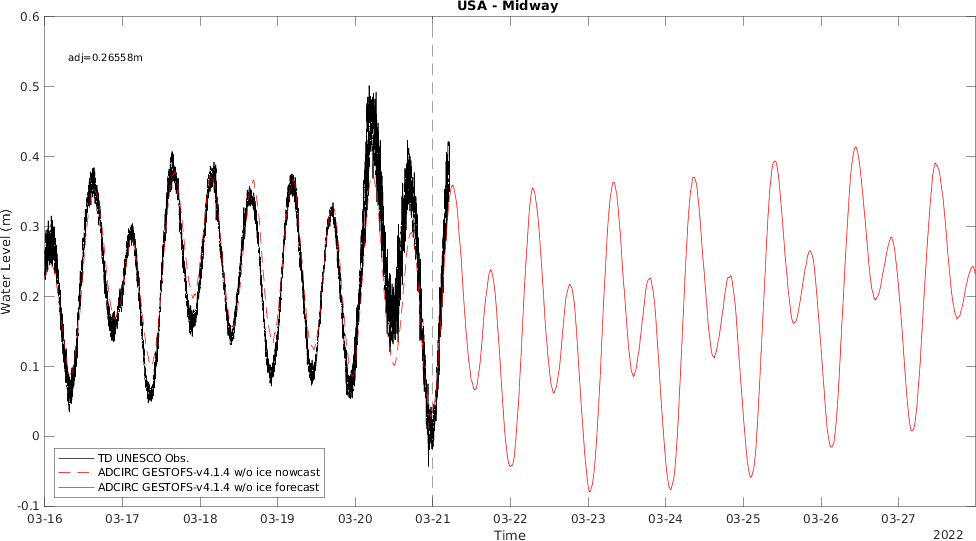 USA - Midway
adj=0.26558m
0.6
0.5
0.4
0.3
0.2
0.1
0
-0.1
Water Level (m)
TD UNESCO Obs.
ADCIRC GESTOFS-v4.1.4 w/o ice nowcast
ADCIRC GESTOFS-v4.1.4 w/o ice forecast
03-16 03-17 03-18 03-19 03-20 03-21 03-22 03-23 03-24 03-25 03-26 03-27
Time
2022